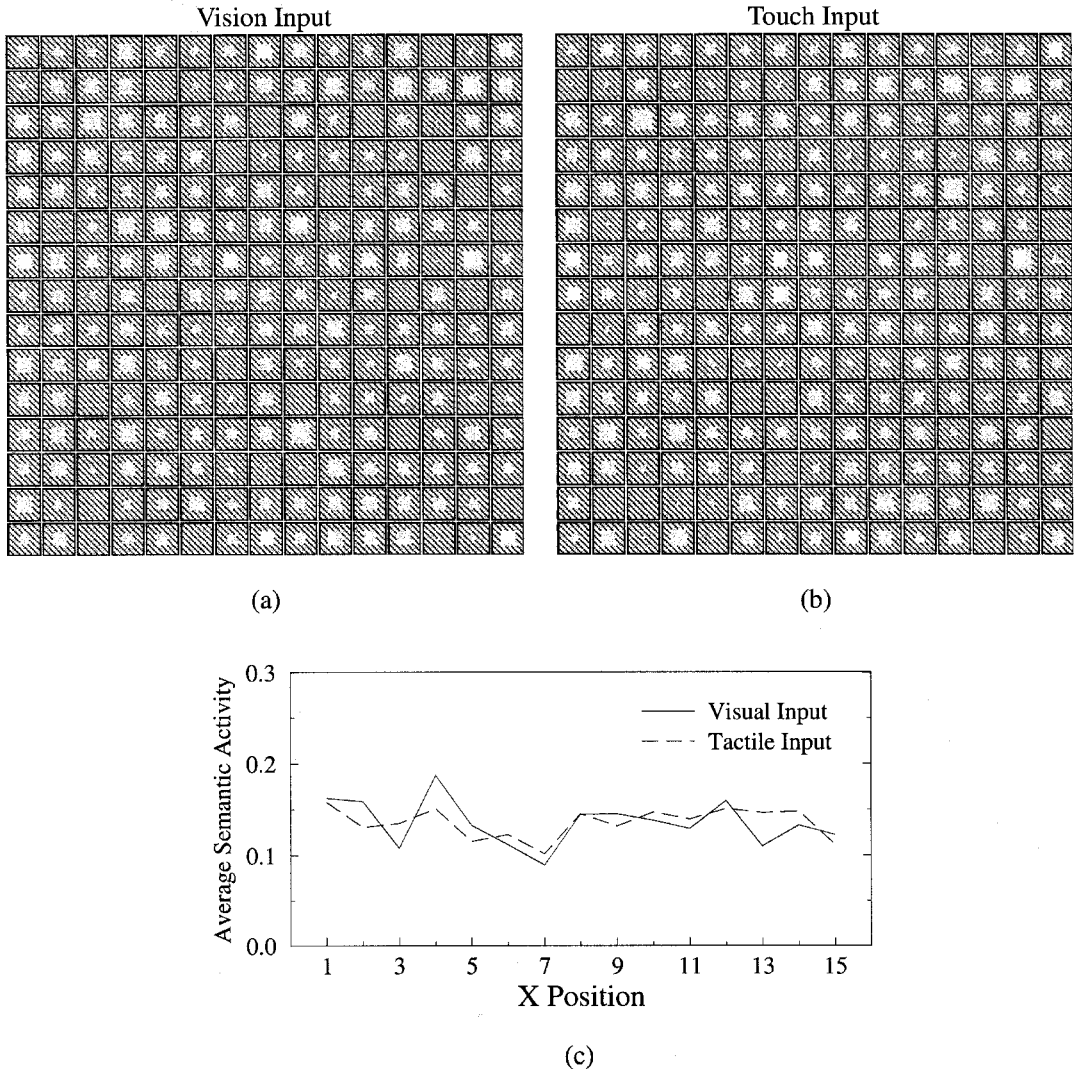 Vision Input
Touch Input
(a)
(b)
0.3
0.2
0.1
0.0
Average Semantic Activity
Visual Input
Tactile Input
1 3 5 7 9 11 13 15
X Position
(c)